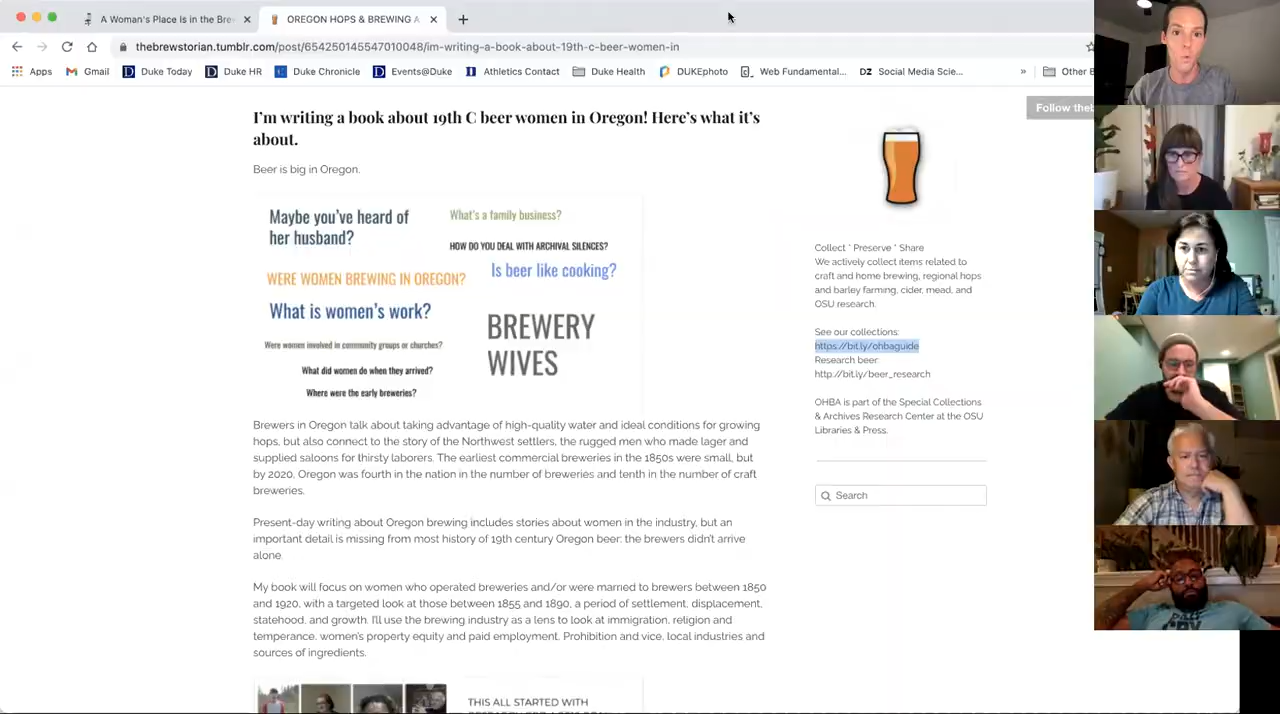 A Woman's Place Is in the Brew
OREGON HOPS & BREWING A
thebrewstorian.tumblr.com/post/654250145547010048/im-writing-a-book-about-19th-c-beer-women-in
Apps
Gmail
Duke Today
Duke HR
Duke Chronicle
Events@Duke
Athletics Contact
Duke Health
DUKEphoto
Web Fundamental...
DZ Social Media Scie...
»
Other B
Follow theb
I'm writing a book about 19th C beer women in Oregon! Here's what it's
about.
Beer is big in Oregon.
Maybe you've heard of
her husband?
What's a family business?
HOW DO YOU DEAL WITH ARCHIVAL SILENCES?
WERE WOMEN BREWING IN OREGON?
Is beer like cooking?
What is women's work?
BREWERY
WIVES
Were women involved in community groups or churches?
What did women do when they arrived?
Where were the early breweries?
Brewers in Oregon talk about taking advantage of high-quality water and ideal conditions for growing
hops, but also connect to the story of the Northwest settlers, the rugged men who made lager and
supplied saloons for thirsty laborers. The earliest commercial breweries in the 1850s were small, but
by 2020, Oregon was fourth in the nation in the number of breweries and tenth in the number of craft
breweries.
Present-day writing about Oregon brewing includes stories about women in the industry, but an
important detail is missing from most history of 19th century Oregon beer: the brewers didn't arrive
alone.
My book will focus on women who operated breweries and/or were married to brewers between 1850
and 1920, with a targeted look at those between 1855 and 1890, a period of settlement, displacement,
statehood, and growth. I'll use the brewing industry as a lens to look at immigration, religion and
temperance, women's property equity and paid employment, Prohibition and vice, local industries and
sources of ingredients.
THIS ALL STARTED WITH
Collect * Preserve * Share
We actively collect items related to
craft and home brewing, regional hops
and barley farming, cider, mead, and
OSU research.
See our collections:
https://bit.ly/ohbaguide
Research beer:
http://bit.ly/beer_research
OHBA is part of the Special Collections
& Archives Research Center at the OSU
Libraries & Press.
Search